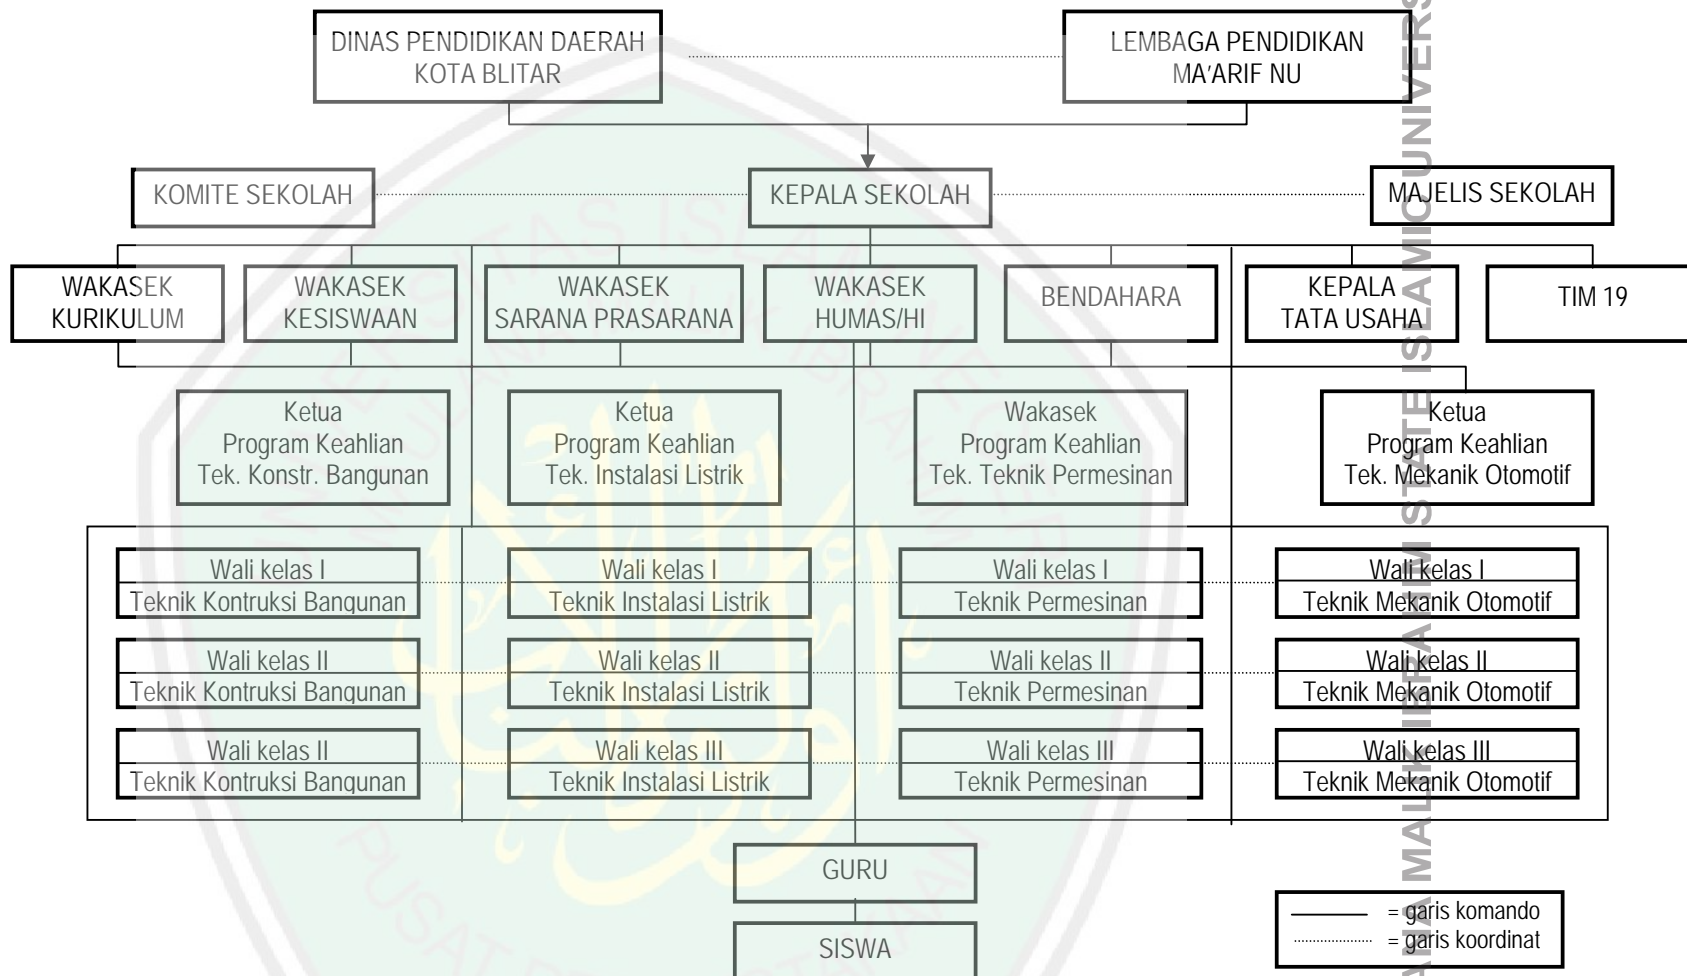 DINAS PENDIDIKAN DAERAH
KOTA BLITAR
LEMBAGA PENDIDIKAN
MA'ARIF NU
KOMITE SEKOLAH
KEPALA SEKOLAH
MAJELIS SEKOLAH
WAKASEK
KURIKULUM
WAKASEK
KESISWAAN
WAKASEK
SARANA PRASARANA
WAKASEK
HUMAS/HI
BENDAHARA
KEPALA
TATA USAHA
TIM 19
Ketua
Program Keahlian
Tek. Konstr. Bangunan
Ketua
Program Keahlian
Tek. Instalasi Listrik
Wakasek
Program Keahlian
Tek. Teknik Permesinan
Ketua
Program Keahlian
Tek. Mekanik Otomotif
Wali kelas I
Teknik Kontruksi Bangunan
Wali kelas I
Teknik Instalasi Listrik
Wali kelas I
Teknik Permesinan
Wali kelas I
Teknik Mekanik Otomotif
Wali kelas II
Teknik Kontruksi Bangunan
Wali kelas II
Teknik Instalasi Listrik
Wali kelas II
Teknik Permesinan
Wali kelas II
Teknik Mekanik Otomotif
Wali kelas II
Teknik Kontruksi Bangunan
Wali kelas III
Teknik Instalasi Listrik
Wali kelas III
Teknik Permesinan
Wali kelas III
Teknik Mekanik Otomotif
GURU
SISWA
= garis komando
= garis koordinat
MALIK IBRAHIM STATE ISLAMIC